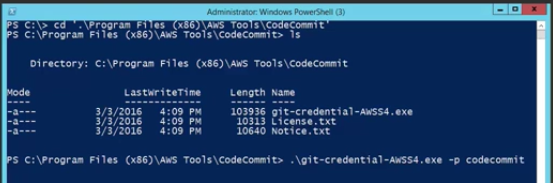 Administrator: Windows PowerShell (3)
PS C:\> cd '.\Program Files (x86)\AWS Tools\CodeCommit'
PS C:\Program Files (x86)\AWS Tools\CodeCommit> ls
Directory: C:\Program Files (x86)\AWS Tools\CodeCommit
Mode LastWriteTime Length Name
---- ------------- ------ ----
-a--- 3/3/2016 4:09 PM 103936 git-credential-AWSS4.exe
-a--- 3/3/2016 4:09 PM 10313 License.txt
-a--- 3/3/2016 4:09 PM 10640 Notice.txt
PS C:\Program Files (x86)\AWS Tools\CodeCommit> .\git-credential-AWSS4.exe -p codecommit